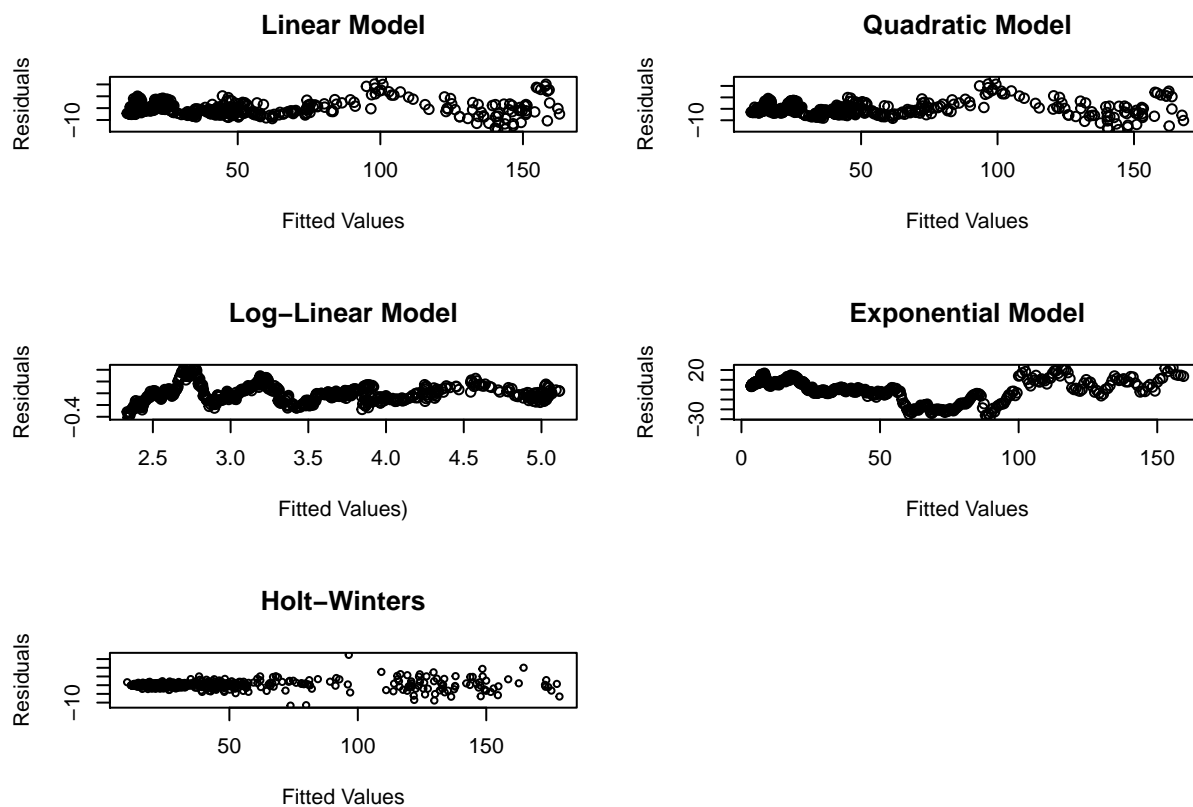 Linear Model
Residuals
−10
50 100 150
Fitted Values
Quadratic Model
Residuals
−10
50 100 150
Fitted Values
Log−Linear Model
Residuals
−0.4
2.5 3.0 3.5 4.0 4.5 5.0
Fitted Values)
Exponential Model
Residuals
20
−30
0 50 100 150
Fitted Values
Holt−Winters
Residuals
−10
50 100 150
Fitted Values